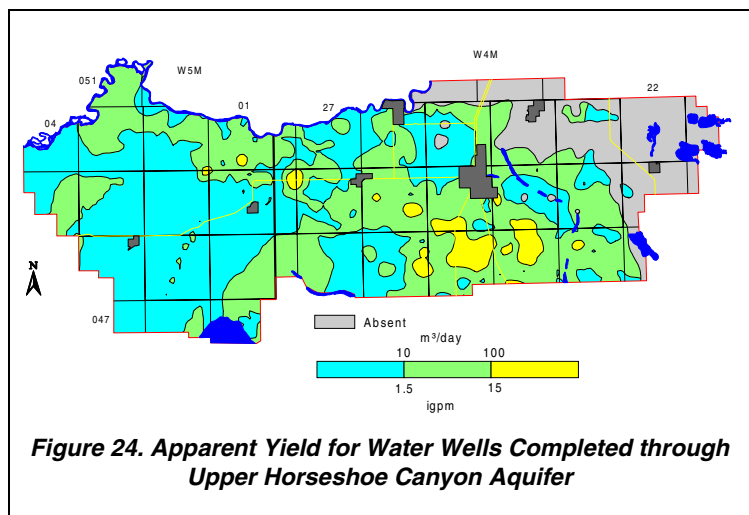 W4M
051
W5M
01
27
22
04
N
047
Absent
m³/day
10
100
1.5
15
igpm
Figure 24. Apparent Yield for Water Wells Completed through
Upper Horseshoe Canyon Aquifer